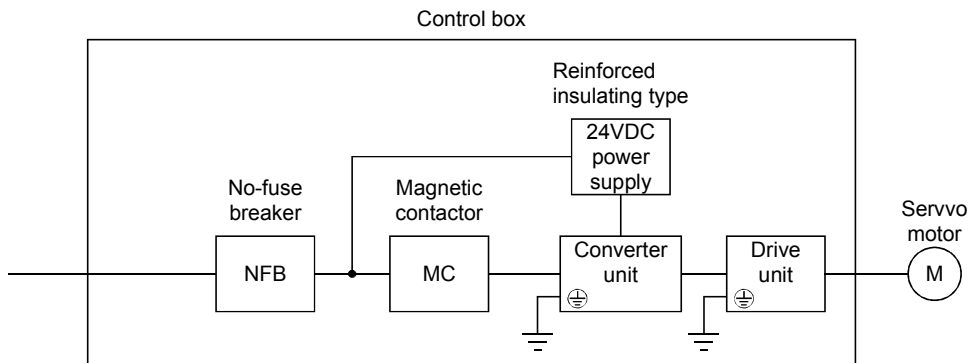 Control box
Reinforced
insulating type
24VDC
power
supply
No-fuse
breaker
Magnetic
contactor
Servvo
motor
NFB
MC
Converter
unit
Drive
unit
M